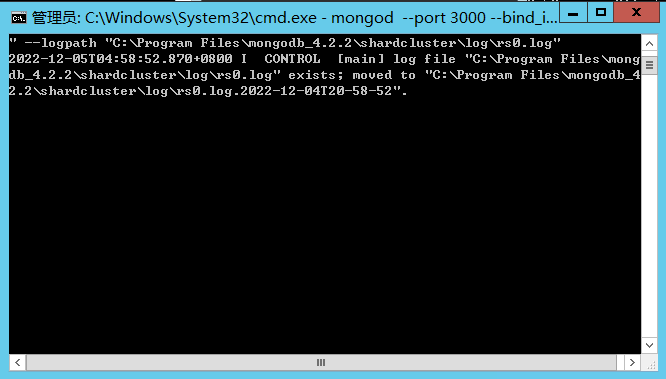 管理员: C:\Windows\System32\cmd.exe - mongod  --port 3000 --bind_i...
" --logpath "C:\Program Files\mongodb_4.2.2\shardcluster\log\rs0.log"
2022-12-05T04:58:52.870+0800 I  CONTROL  [main] log file "C:\Program Files\mong
db_4.2.2\shardcluster\log\rs0.log" exists; moved to "C:\Program Files\mongodb_4
2.2\shardcluster\log\rs0.log.2022-12-04T20-58-52".